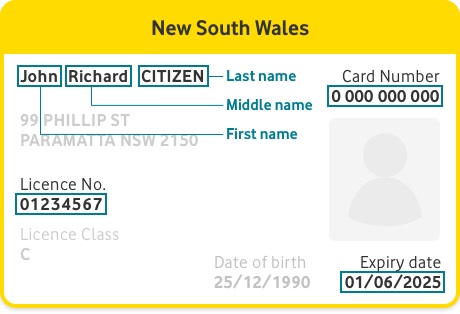 New South Wales
John Richard CITIZEN Last name
Card Number
0 000 000 000
Middle name
99 PHILLIP ST
First name
PARAMATTA NSW 2150
Licence No.
01234567
Licence Class
C
Date of birth
25/12/1990
Expiry date
01/06/2025